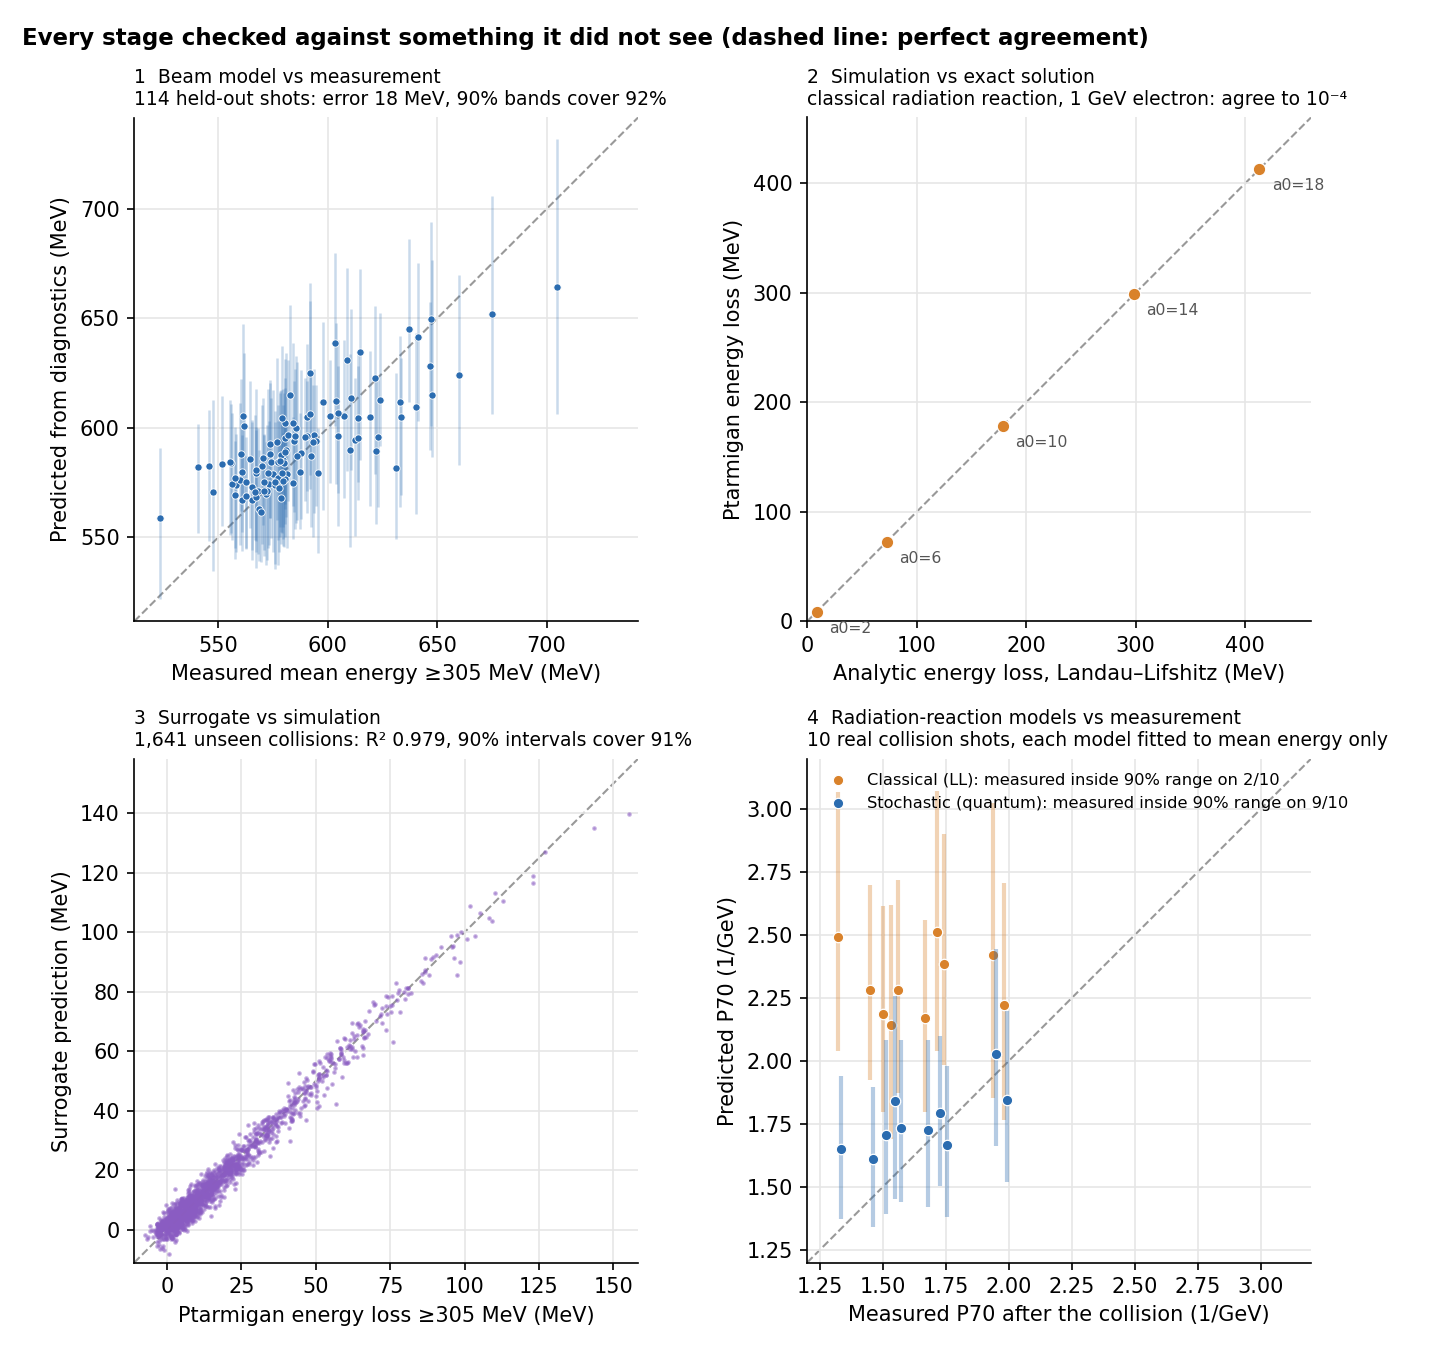 Every stage checked against something it did not see (dashed line: perfect agreement)
1  Beam model vs measurement
114 held-out shots: error 18 MeV, 90% bands cover 92%
Predicted from diagnostics (MeV)
700
650
600
550
550 600 650 700
Measured mean energy ≥305 MeV (MeV)
2  Simulation vs exact solution
classical radiation reaction, 1 GeV electron: agree to 10⁻⁴
Ptarmigan energy loss (MeV)
400
300
200
100
0
a0=18
a0=14
a0=10
a0=6
a0=2
0 100 200 300 400
Analytic energy loss, Landau–Lifshitz (MeV)
3  Surrogate vs simulation
1,641 unseen collisions: R² 0.979, 90% intervals cover 91%
Surrogate prediction (MeV)
140
120
100
80
60
40
20
0
0 25 50 75 100 125 150
Ptarmigan energy loss ≥305 MeV (MeV)
4  Radiation-reaction models vs measurement
10 real collision shots, each model fitted to mean energy only
Classical (LL): measured inside 90% range on 2/10
Stochastic (quantum): measured inside 90% range on 9/10
Predicted P70 (1/GeV)
3.00
2.75
2.50
2.25
2.00
1.75
1.50
1.25
1.25 1.50 1.75 2.00 2.25 2.50 2.75 3.00
Measured P70 after the collision (1/GeV)